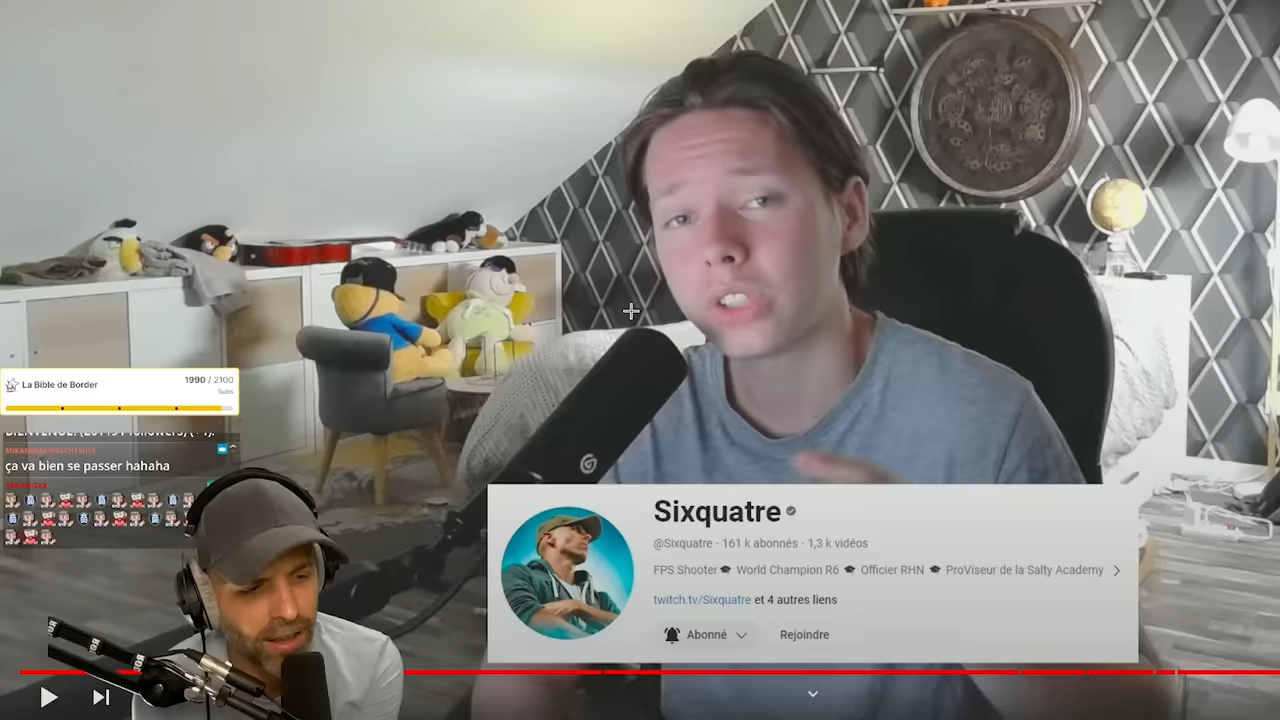 La Bible de Border
1990 / 2100
Subs
ça va bien se passer hahaha
Sixquatre
@Sixquatre · 161 k abonnés · 1,3 k vidéos
FPS Shooter World Champion R6 Officier RHN ProViseur de la Salty Academy
twitch.tv/Sixquatre et 4 autres liens
Abonné
Rejoindre